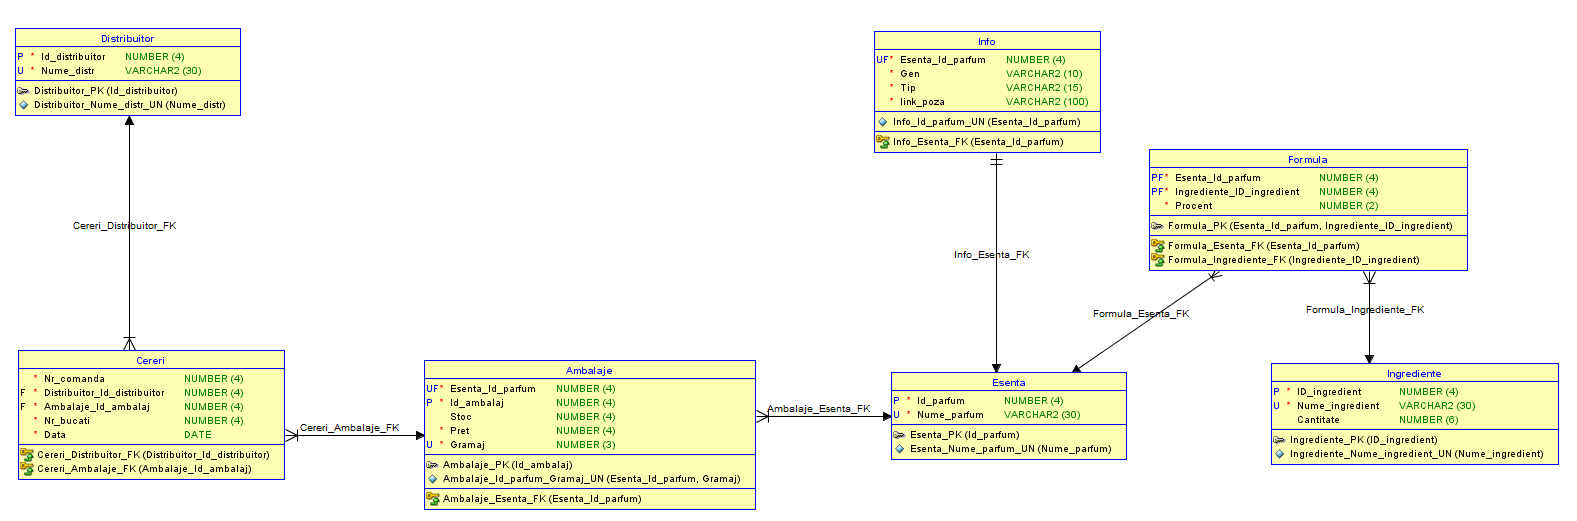 Distribuitor
P * Id_distribuitor NUMBER (4)
U * Nume_distr VARCHAR2 (30)
Distribuitor_PK (Id_distribuitor)
Distribuitor_Nume_distr_UN (Nume_distr)
Cereri_Distribuitor_FK
Cereri
* Nr_comanda NUMBER (4)
F * Distribuitor_Id_distribuitor NUMBER (4)
F * Ambalaje_Id_ambalaj NUMBER (4)
* Nr_bucati NUMBER (4)
* Data DATE
Cereri_Distribuitor_FK (Distribuitor_Id_distribuitor)
Cereri_Ambalaje_FK (Ambalaje_Id_ambalaj)
Cereri_Ambalaje_FK
Ambalaje
UF* Esenta_Id_parfum NUMBER (4)
P * Id_ambalaj NUMBER (4)
Stoc NUMBER (4)
* Pret NUMBER (4)
U * Gramaj NUMBER (3)
Ambalaje_PK (Id_ambalaj)
Ambalaje_Id_parfum_Gramaj_UN (Esenta_Id_parfum, Gramaj)
Ambalaje_Esenta_FK (Esenta_Id_parfum)
Ambalaje_Esenta_FK
Info
UF* Esenta_Id_parfum NUMBER (4)
* Gen VARCHAR2 (10)
* Tip VARCHAR2 (15)
* link_poza VARCHAR2 (100)
Info_Id_parfum_UN (Esenta_Id_parfum)
Info_Esenta_FK (Esenta_Id_parfum)
Info_Esenta_FK
Esenta
P * Id_parfum NUMBER (4)
U * Nume_parfum VARCHAR2 (30)
Esenta_PK (Id_parfum)
Esenta_Nume_parfum_UN (Nume_parfum)
Formula
PF* Esenta_Id_parfum NUMBER (4)
PF* Ingrediente_ID_ingredient NUMBER (4)
* Procent NUMBER (2)
Formula_PK (Esenta_Id_parfum, Ingrediente_ID_ingredient)
Formula_Esenta_FK (Esenta_Id_parfum)
Formula_Ingrediente_FK (Ingrediente_ID_ingredient)
Formula_Esenta_FK
Formula_Ingrediente_FK
Ingrediente
P * ID_ingredient NUMBER (4)
U * Nume_ingredient VARCHAR2 (30)
Cantitate NUMBER (6)
Ingrediente_PK (ID_ingredient)
Ingrediente_Nume_ingredient_UN (Nume_ingredient)